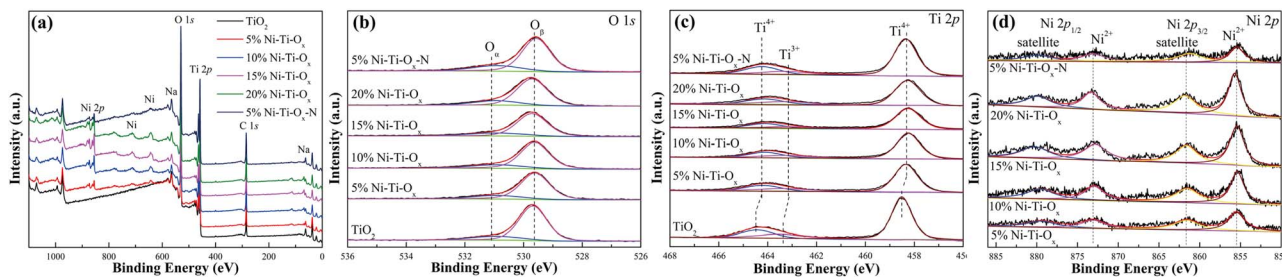 (a)
O 1s
TiO2
5% Ni-Ti-Ox
10% Ni-Ti-Ox
15% Ni-Ti-Ox
20% Ni-Ti-Ox
5% Ni-Ti-Ox-N
Ti 2p
Ni 2p
Ni
Na
Ni
C 1s
Na
Intensity (a.u.)
1000 800 600 400 200 0
Binding Energy (eV)
(b)
O 1s
Oα
Oβ
5% Ni-Ti-Ox-N
20% Ni-Ti-Ox
15% Ni-Ti-Ox
10% Ni-Ti-Ox
5% Ni-Ti-Ox
TiO2
Intensity (a.u.)
536 534 532 530 528 526
Binding Energy (eV)
(c)
Ti 2p
Ti4+
Ti3+
Ti4+
5% Ni-Ti-Ox-N
20% Ni-Ti-Ox
15% Ni-Ti-Ox
10% Ni-Ti-Ox
5% Ni-Ti-Ox
TiO2
Intensity (a.u.)
468 466 464 462 460 458 45
Binding Energy (eV)
(d)
Ni 2p1/2
Ni 2p3/2
Ni 2p
satellite
Ni2+
satellite
Ni2+
5% Ni-Ti-Ox-N
20% Ni-Ti-Ox
15% Ni-Ti-Ox
10% Ni-Ti-Ox
5% Ni-Ti-Ox
Intensity (a.u.)
885 880 875 870 865 860 855
Binding Energy (eV)